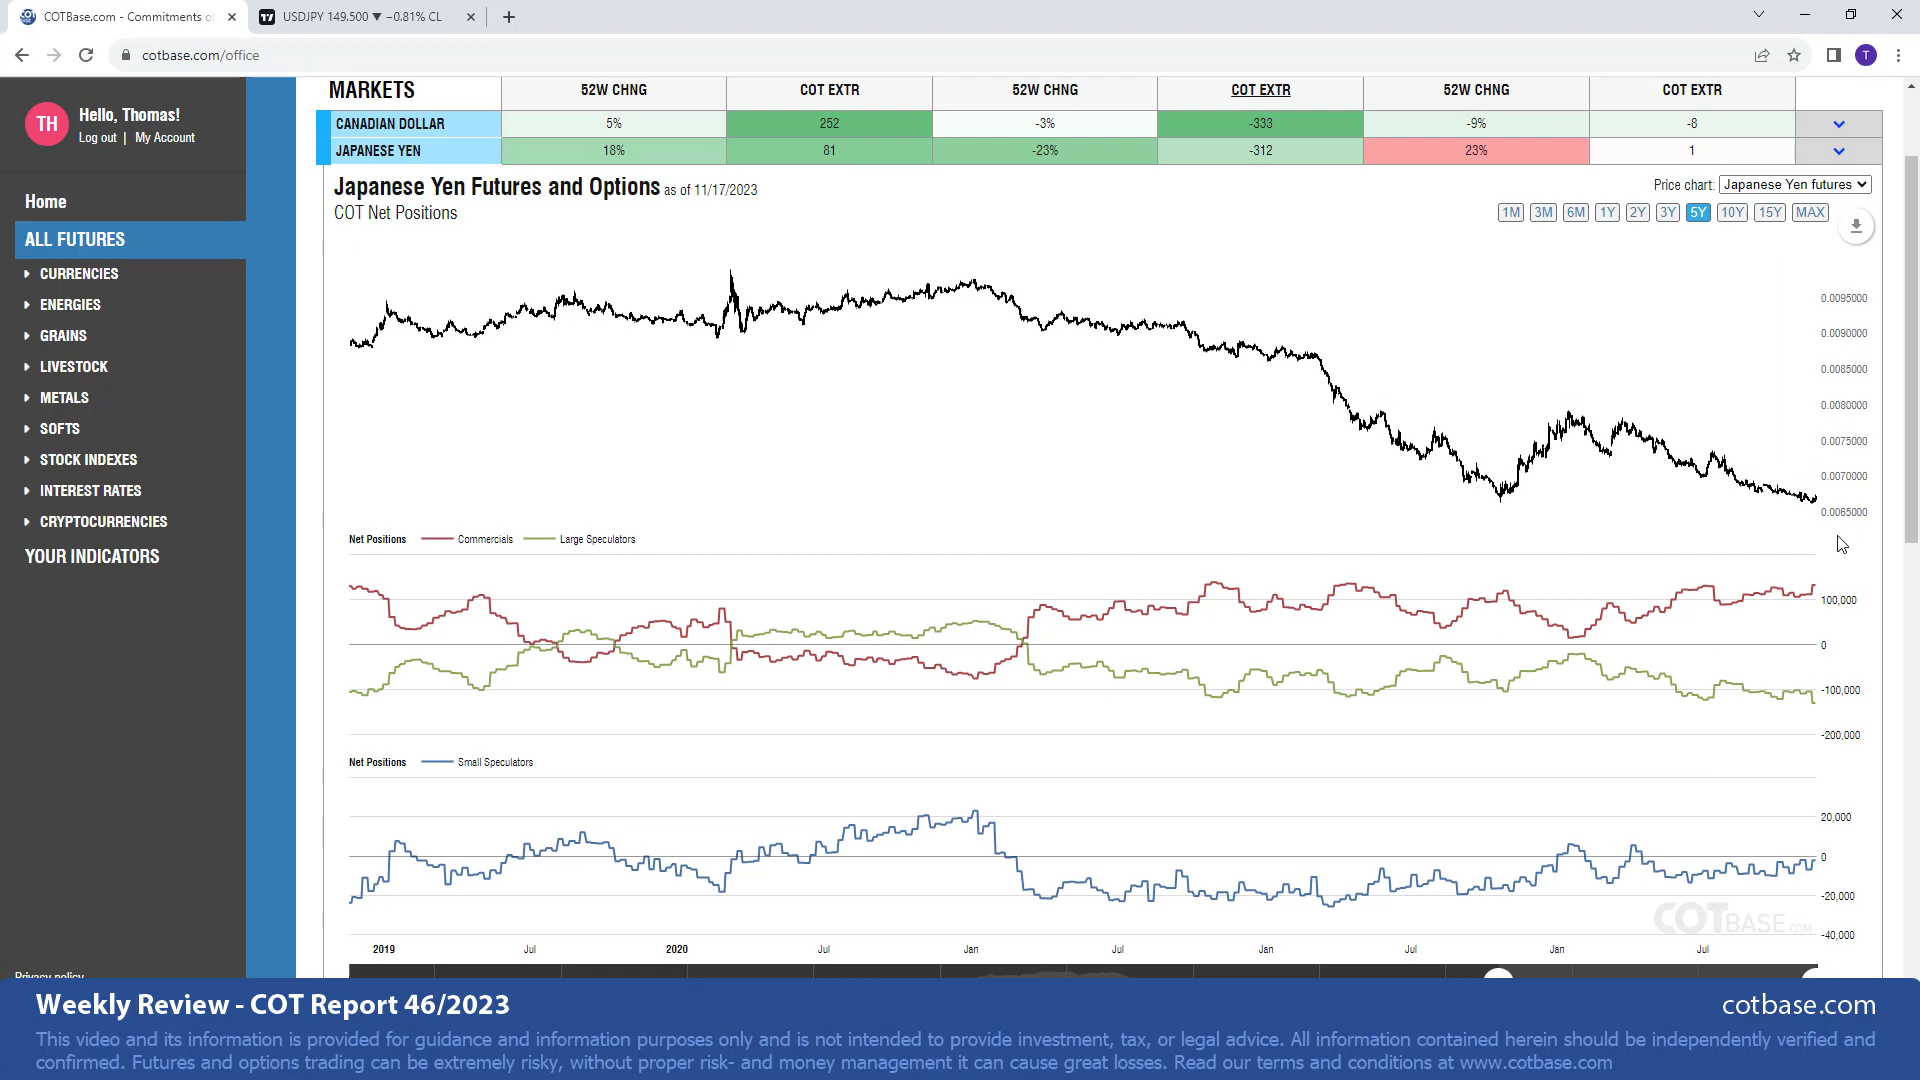 COTBase.com - Commitments of
USDJPY 149.500 ▼ −0.81% CL
cotbase.com/office
T
TH
Hello, Thomas!
Log out | My Account
Home
ALL FUTURES
CURRENCIES
ENERGIES
GRAINS
LIVESTOCK
METALS
SOFTS
STOCK INDEXES
INTEREST RATES
CRYPTOCURRENCIES
YOUR INDICATORS
Privacy policy
MARKETS 52W CHNG COT EXTR 52W CHNG COT EXTR 52W CHNG COT EXTR
CANADIAN DOLLAR 5% 252 -3% -333 -9% -8
JAPANESE YEN 18% 81 -23% -312 23% 1
Japanese Yen Futures and Options as of 11/17/2023
COT Net Positions
Price chart: Japanese Yen futures
1M 3M 6M 1Y 2Y 3Y 5Y 10Y 15Y MAX
0.0095000
0.0090000
0.0085000
0.0080000
0.0075000
0.0070000
0.0065000
Net Positions Commercials Large Speculators
100,000
0
-100,000
-200,000
Net Positions Small Speculators
20,000
0
-20,000
-40,000
COTBASE.COM
2019 Jul 2020 Jul Jan Jul Jan Jul Jan Jul
Weekly Review - COT Report 46/2023
cotbase.com
This video and its information is provided for guidance and information purposes only and is not intended to provide investment, tax, or legal advice. All information contained herein should be independently verified and
confirmed. Futures and options trading can be extremely risky, without proper risk- and money management it can cause great losses. Read our terms and conditions at www.cotbase.com